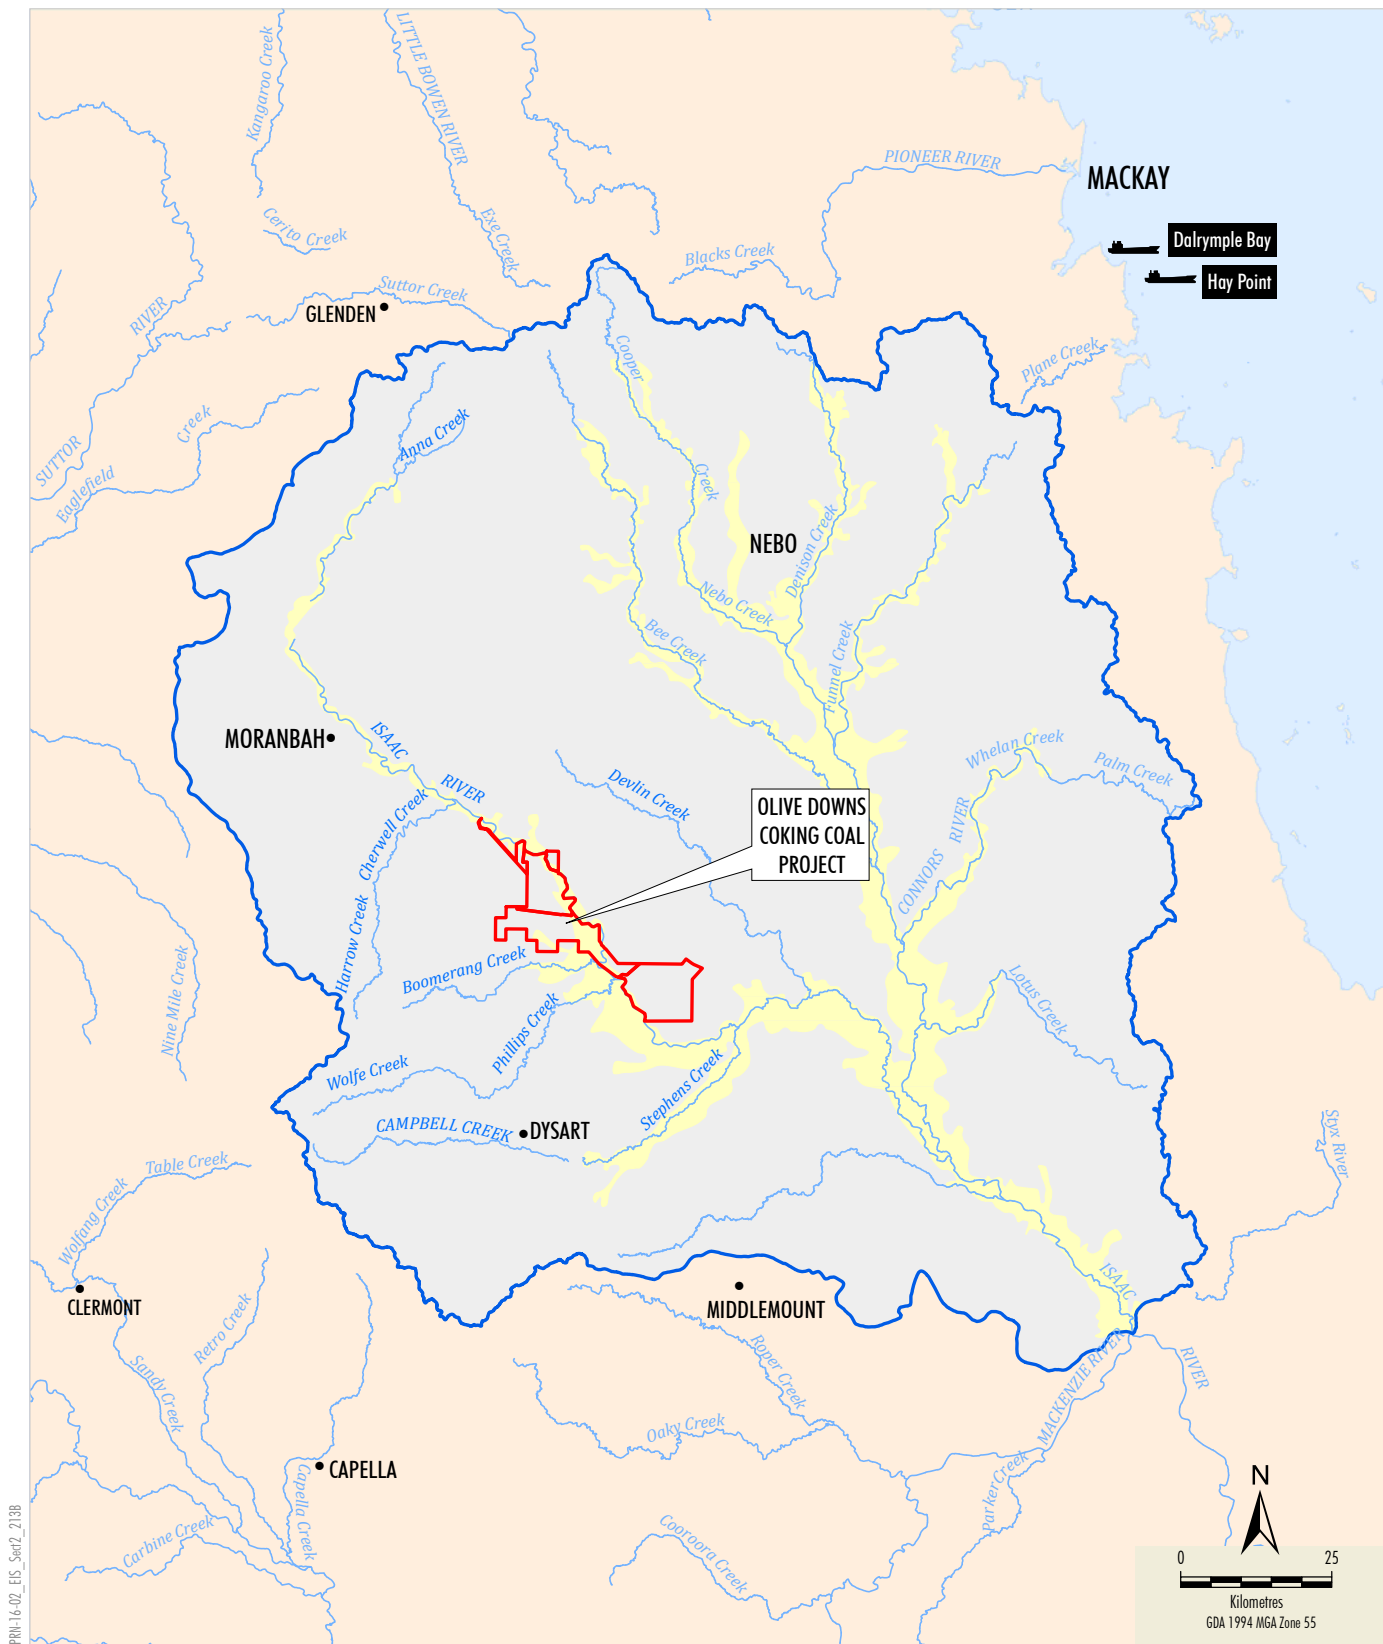 Kangaroo Creek
LITTLE BOWEN RIVER
PIONEER RIVER
MACKAY
Cerito Creek
Exe Creek
Blacks Creek
Dalrymple Bay
Hay Point
Suttor Creek
GLENDEN
RIVER
SUTTOR
Cooper
Creek
Plane Creek
Creek
Eaglefield
Anna Creek
NEBO
Denison Creek
Nebo Creek
Bee Creek
Funnel Creek
MORANBAH
ISAAC
RIVER
Whelan Creek
Palm Creek
Devlin Creek
OLIVE DOWNS
COKING COAL
PROJECT
CONNORS RIVER
Cherwell Creek
Harrow Creek
Boomerang Creek
Lotus Creek
Nine Mile Creek
Phillips Creek
Wolfe Creek
Stephens Creek
CAMPBELL CREEK
DYSART
Styx River
Table Creek
Wolfang Creek
CLERMONT
MIDDLEMOUNT
ISAAC
RIVER
MACKENZIE RIVER
Retro Creek
Sandy Creek
Roper Creek
Oaky Creek
CAPELLA
Capella Creek
Parker Creek
Carbine Creek
Cooroora Creek
N
0 25
Kilometres
GDA 1994 MGA Zone 55
PRN-16-02_EIS_Sect2_213B